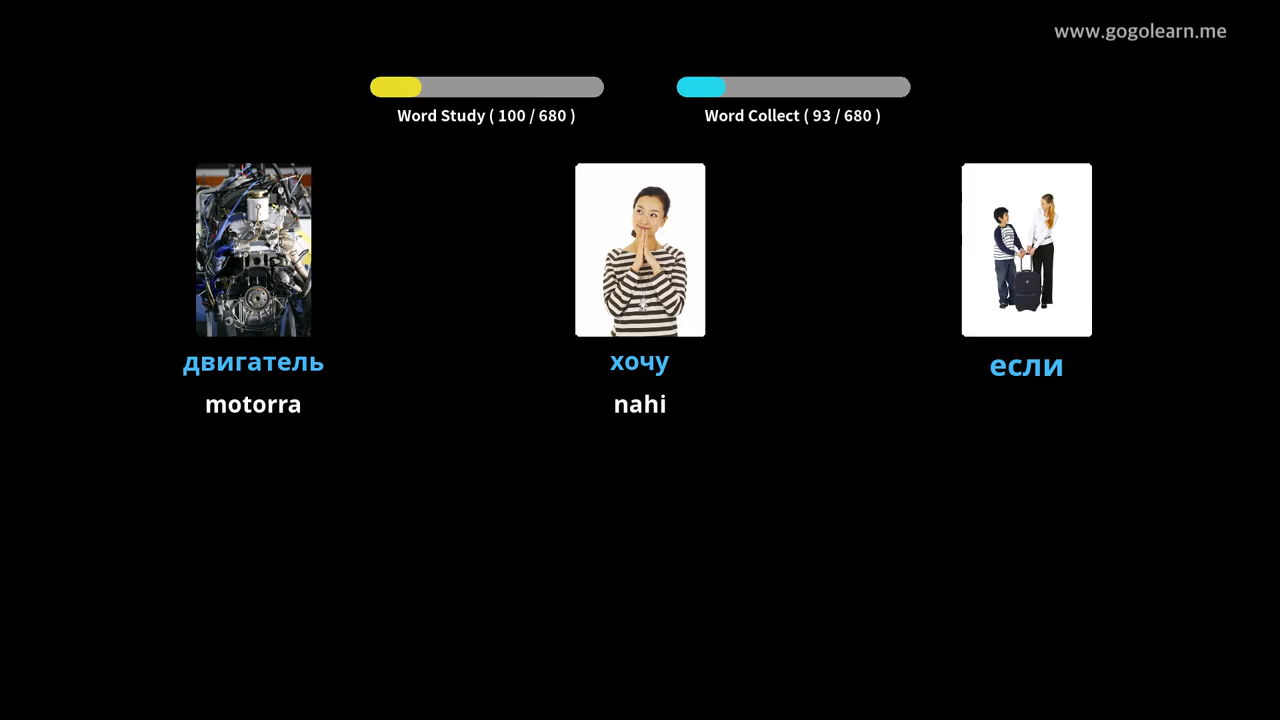 www.gogolearn.me
Word Study ( 100 / 680 )
Word Collect ( 93 / 680 )
двигатель
motorra
хочу
nahi
если